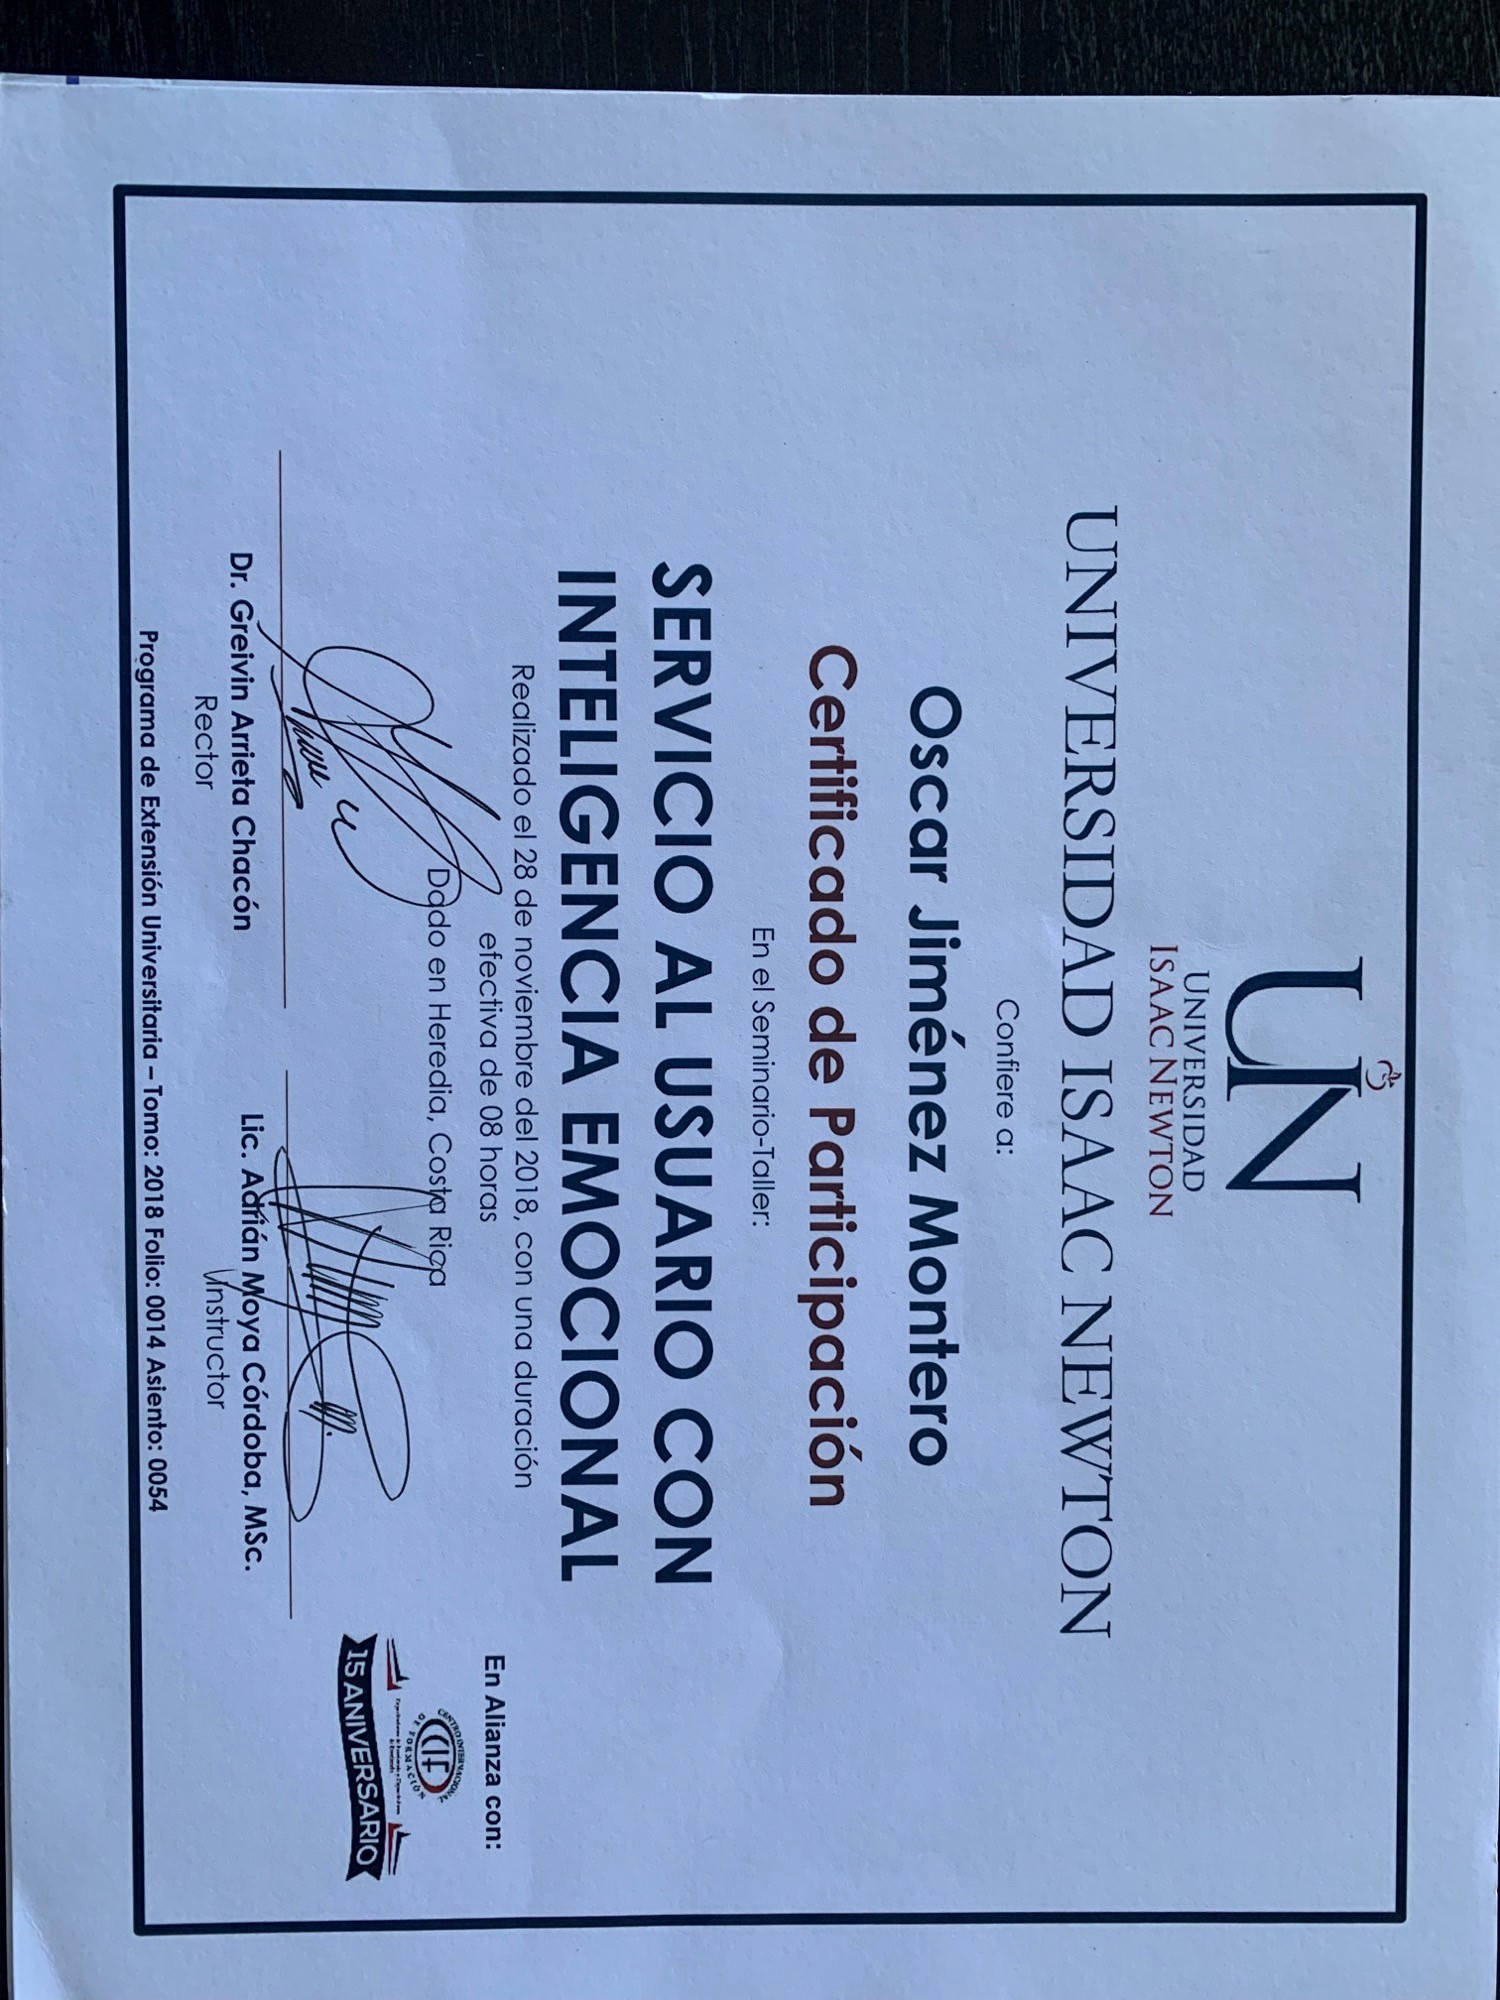 UIN
UNIVERSIDAD
ISAAC NEWTON
UNIVERSIDAD ISAAC NEWTON
Confiere a:
Oscar Jiménez Montero
Certificado de Participación
En el Seminario-Taller:
SERVICIO AL USUARIO CON
INTELIGENCIA EMOCIONAL
Realizado el 28 de noviembre del 2018, con una duración
efectiva de 08 horas
Dado en Heredia, Costa Rica
En Alianza con:
CENTRO INTERNACIONAL
CIF
DE FORMACIÓN
15 ANIVERSARIO
Dr. Greivin Arrieta Chacón
Rector
Lic. Adrián Moya Córdoba, MSc.
Instructor
Programa de Extensión Universitaria – Tomo: 2018 Folio: 0014 Asiento: 0054